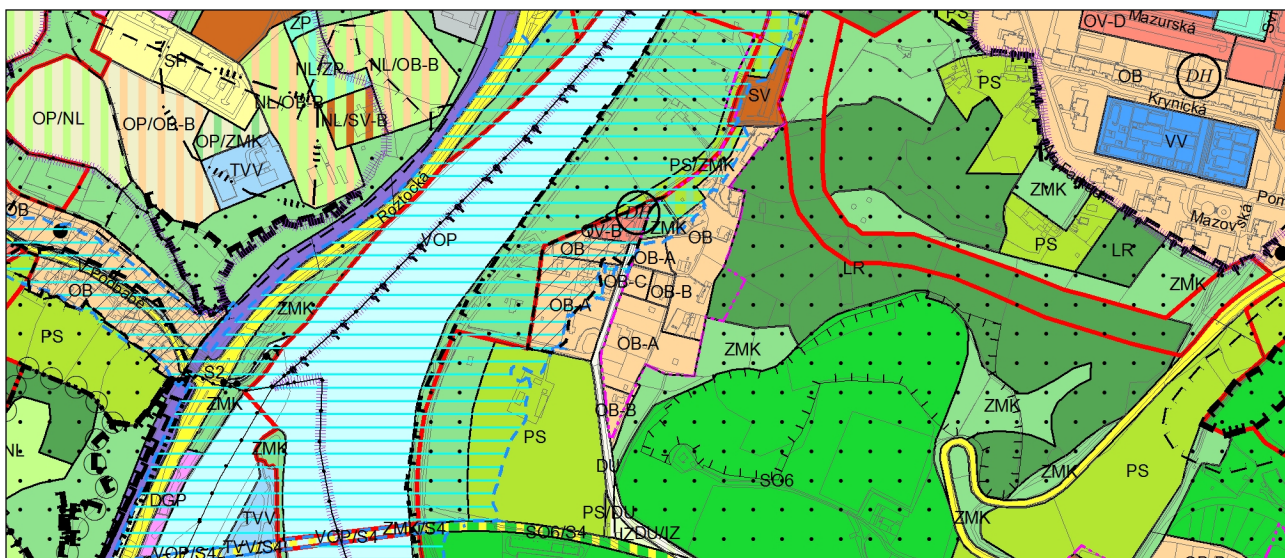 ZP
SP
NL/ZP
NL/OB-B
OP/NL
OP/OB-B
OP/ZMK
NL/OB-B
NL/SV-B
TVV
Roztocká
VOP
OB
V Podbabě
OB
PS
ZMK
S2
ZMK
ZMK
NL
DGP
TVV
VOP/S4
TVV/S4
VOP/S4
ZMK/S4
SO6/S4
PS
SV
PS/ZMK
DH
OV-B
ZMK
OB
OB
OB-A
OB-C
OB-B
OB-A
OB-A
OB-B
DU
PS/DU
IZDU/IZ
ZMK
LR
SO6
PS
PS
OV-D
Mazurská
OB
DH
Krynická
VV
ZMK
PS
LR
Mazovská
Pom
ZMK
ZMK
ZMK
ZMK
PS